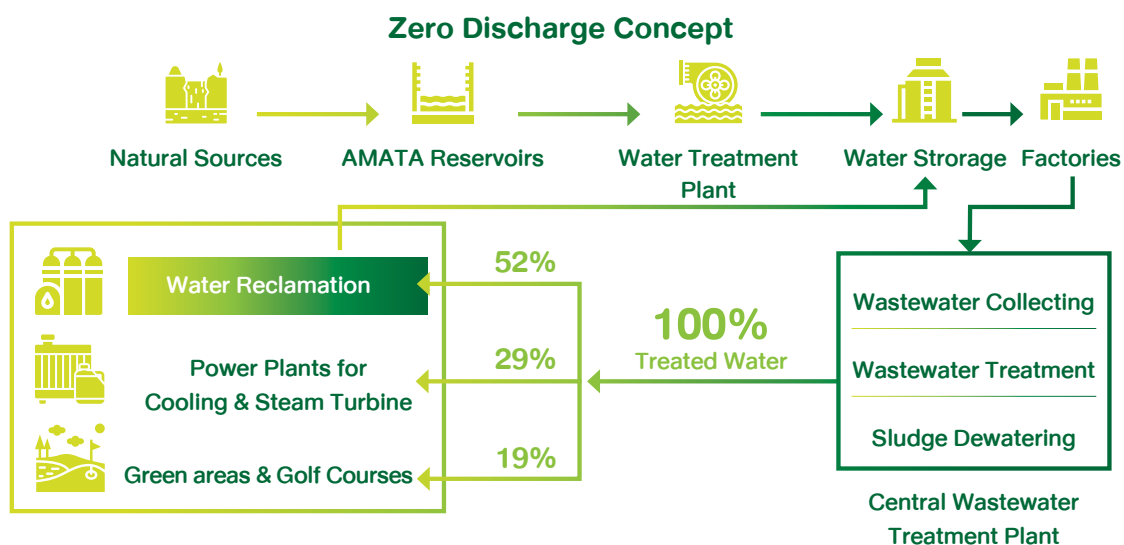 Zero Discharge Concept
Natural Sources
AMATA Reservoirs
Water Treatment
Plant
Water Strorage
Factories
Water Reclamation
52%
Power Plants for
Cooling & Steam Turbine
29%
Green areas & Golf Courses
19%
100%
Treated Water
Wastewater Collecting
Wastewater Treatment
Sludge Dewatering
Central Wastewater
Treatment Plant